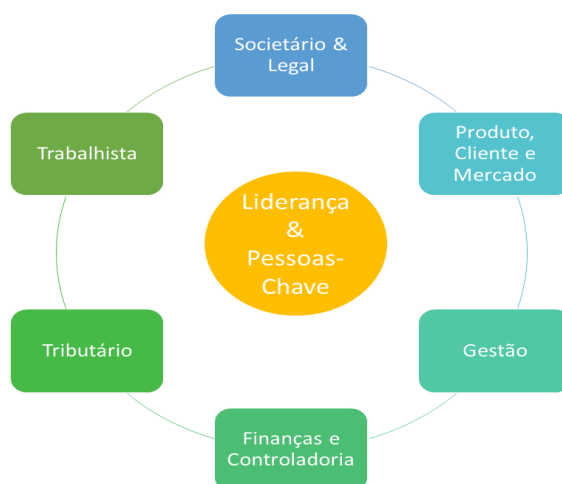 Societário &
Legal
Produto,
Cliente e
Mercado
Gestão
Finanças e
Controladoria
Tributário
Trabalhista
Liderança
&
Pessoas-
Chave